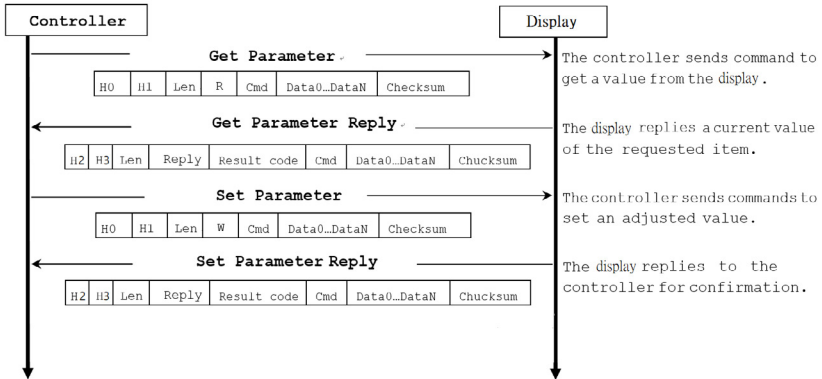 Controller
Display
Get Parameter
The controller sends command to
get a value from the display.
H0 H1 Len R Cmd Data0…DataN Checksum
Get Parameter Reply
The display replies a current value
of the requested item.
H2 H3 Len Reply Result code Cmd Data0…DataN Chucksum
Set Parameter
The controller sends commands to
set an adjusted value.
H0 H1 Len W Cmd Data0…DataN Checksum
Set Parameter Reply
The display replies to the
controller for confirmation.
H2 H3 Len Reply Result code Cmd Data0…DataN Chucksum